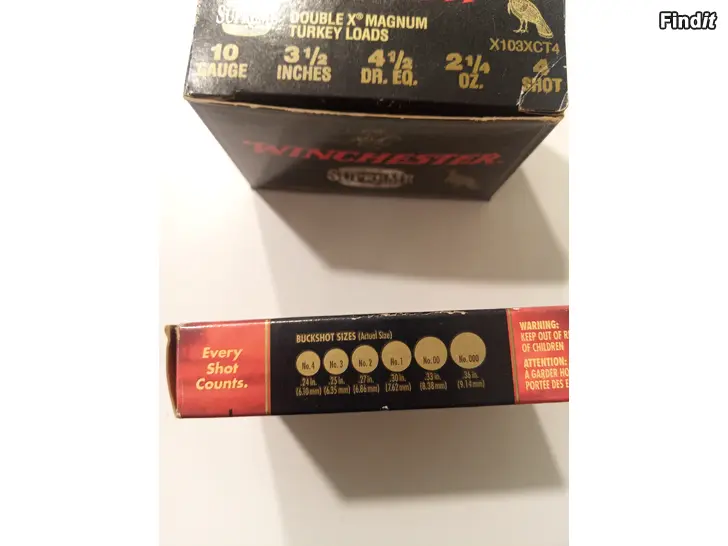 Findit
SUPREME
DOUBLE X® MAGNUM
TURKEY LOADS
X103XCT4
10 GAUGE
3 1/2 INCHES
4 1/2 DR. EQ.
2 1/4 OZ.
4 SHOT
WINCHESTER
SUPREME
Every
Shot
Counts.
BUCKSHOT SIZES (Actual Size)
No.4 No.3 No.2 No.1 No.00 No.000
.24 in. .25 in. .27 in. .30 in. .33 in. .36 in.
(6.10 mm) (6.35 mm) (6.86 mm) (7.62 mm) (8.38 mm) (9.14 mm)
WARNING:
KEEP OUT OF
OF CHILDREN
ATTENTION:
A GARDER HO
PORTÉE DES E